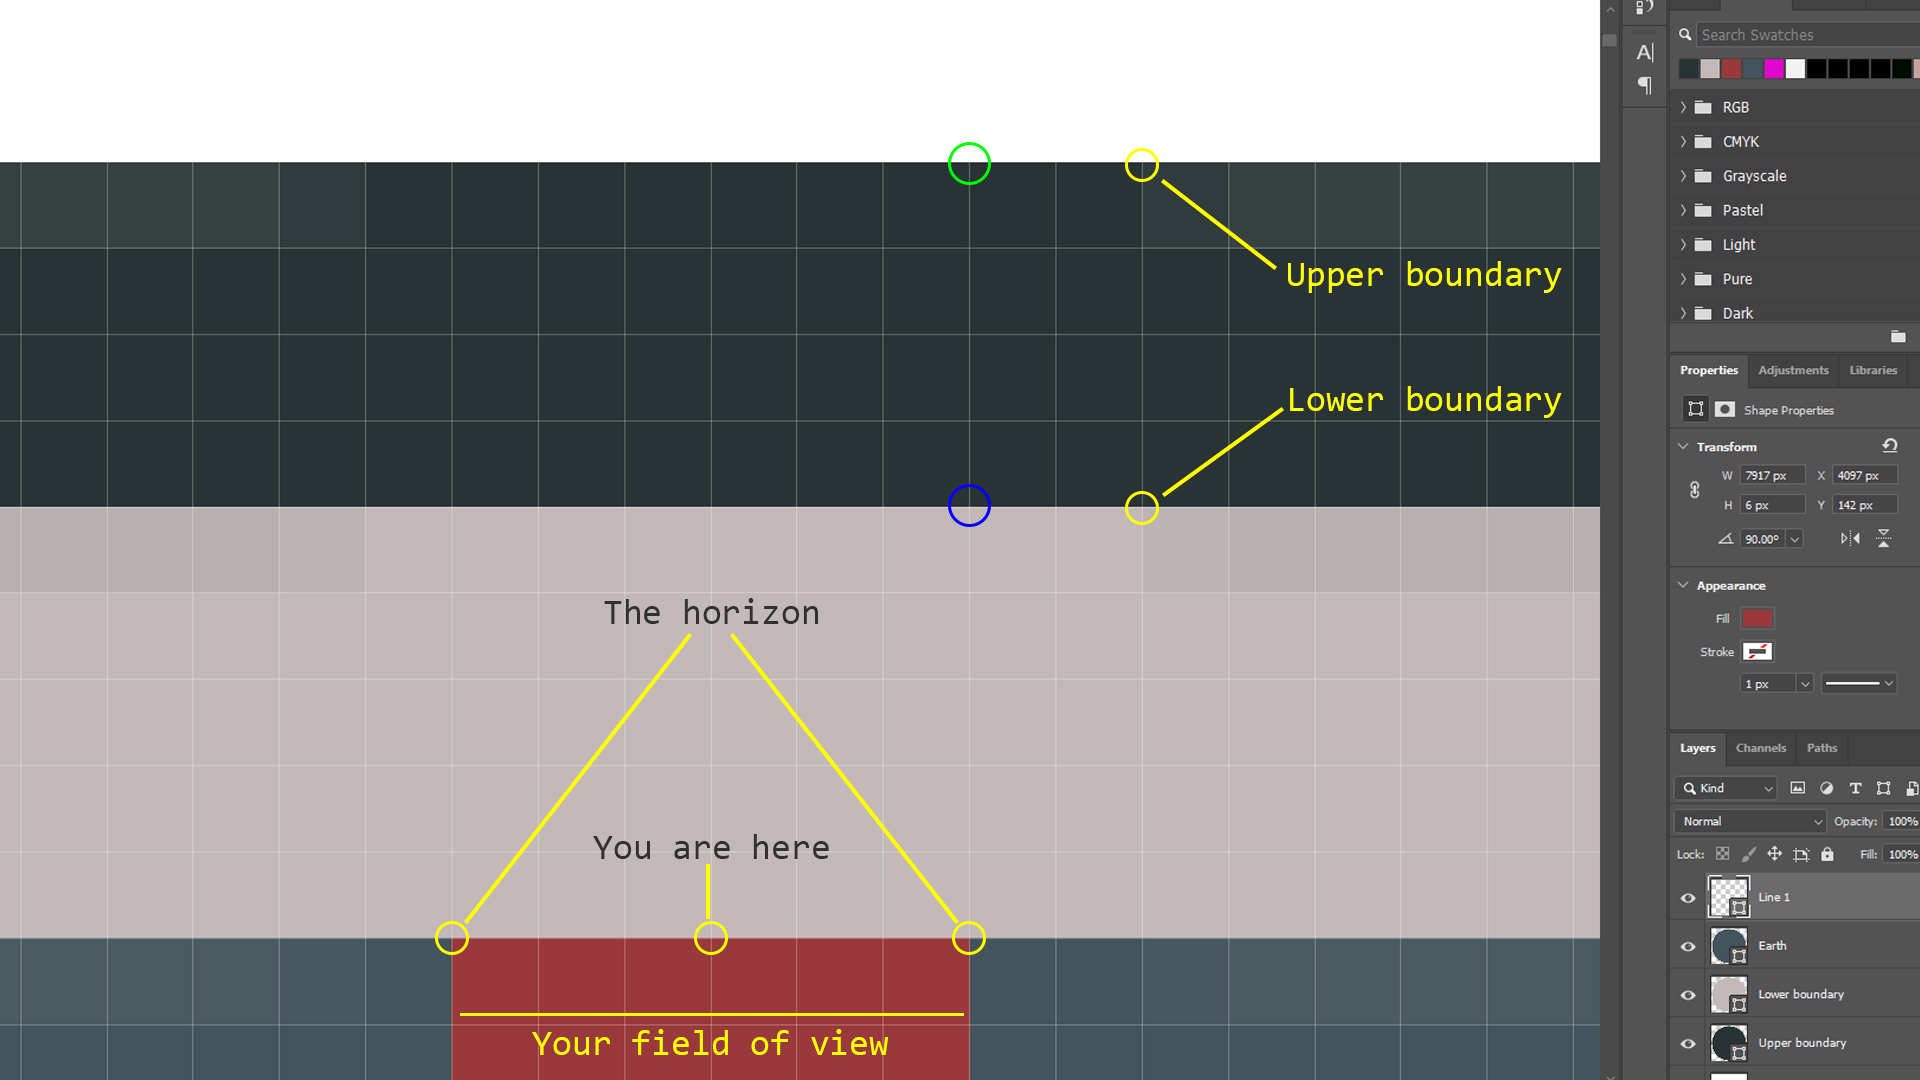 Upper boundary
Lower boundary
The horizon
You are here
Your field of view
A
¶
Search Swatches
RGB
CMYK
Grayscale
Pastel
Light
Pure
Dark
Properties Adjustments Libraries
Shape Properties
Transform
W 7917 px X 4097 px
H 6 px Y 142 px
90.00°
Appearance
Fill
Stroke
1 px
Layers Channels Paths
Kind T
Normal Opacity: 100%
Lock: Fill: 100%
Line 1
Earth
Lower boundary
Upper boundary